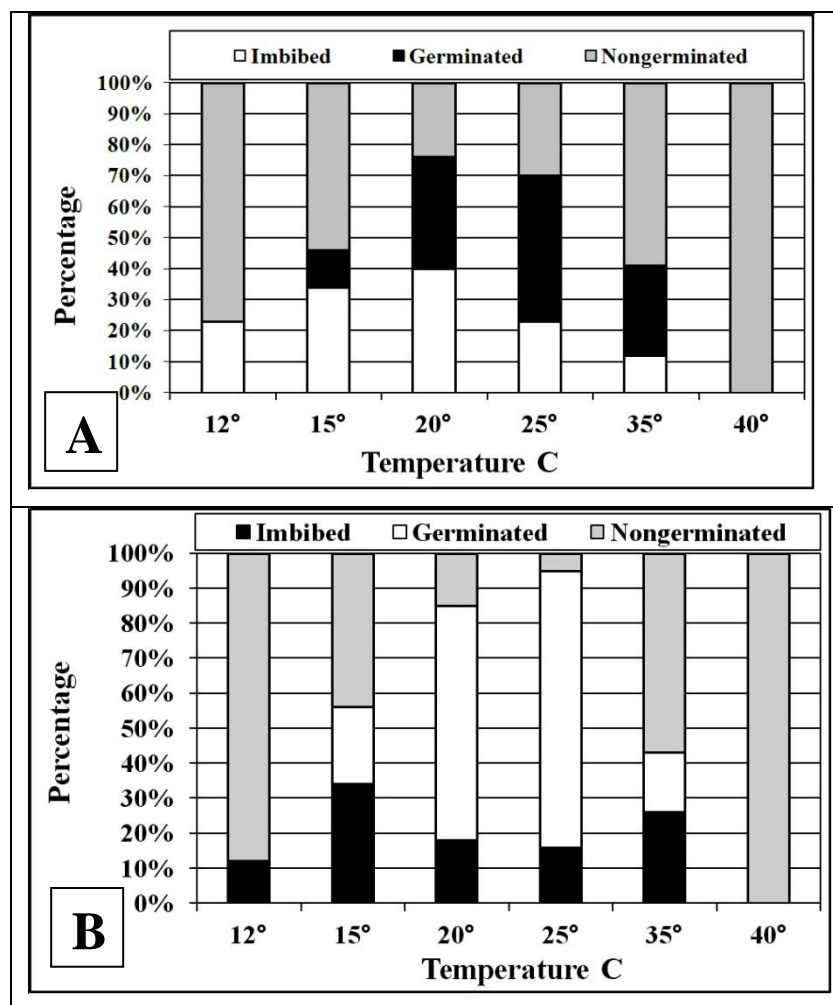 Imbibed Germinated Nongerminated
100%
90%
80%
70%
60%
50%
40%
30%
20%
10%
0%
Percentage
12° 15° 20° 25° 35° 40°
Temperature C
A
Imbibed Germinated Nongerminated
100%
90%
80%
70%
60%
50%
40%
30%
20%
10%
0%
Percentage
12° 15° 20° 25° 35° 40°
Temperature C
B